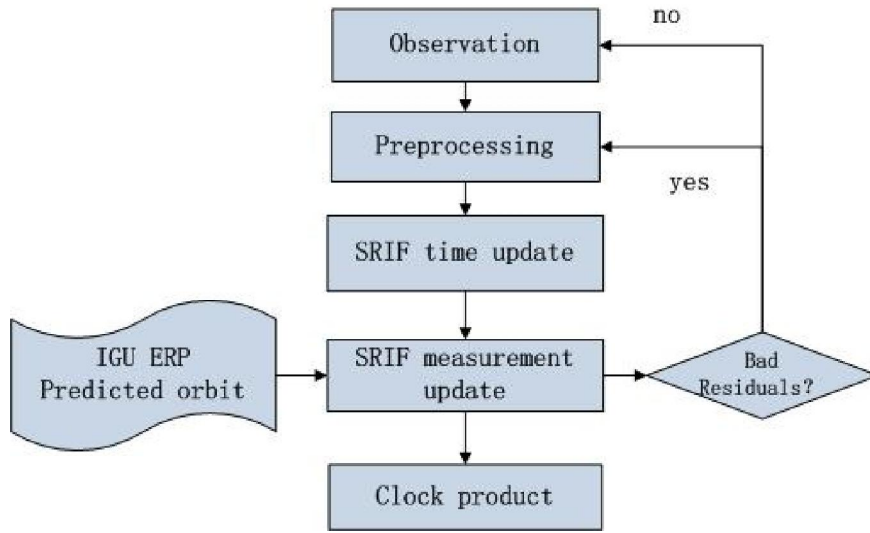 no
Observation
Preprocessing
yes
SRIF time update
IGU ERP
Predicted orbit
SRIF measurement
update
Bad
Residuals?
Clock product